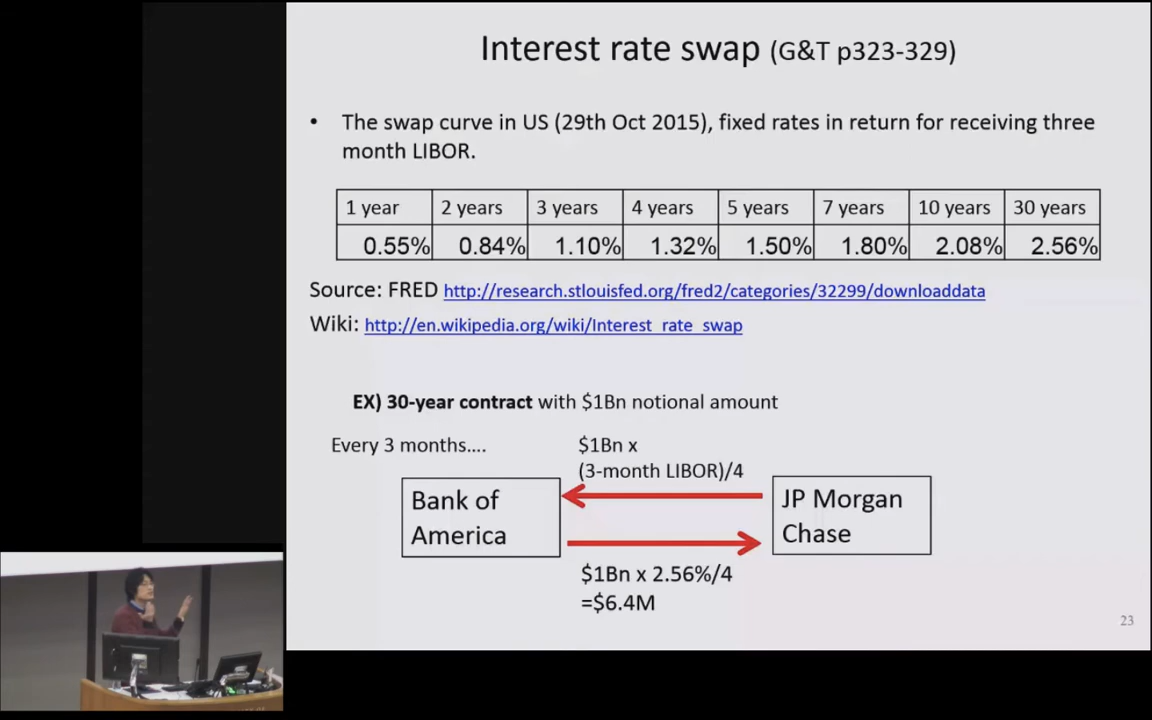 Interest rate swap (G&T p323-329)
• The swap curve in US (29th Oct 2015), fixed rates in return for receiving three
month LIBOR.
1 year 2 years 3 years 4 years 5 years 7 years 10 years 30 years
0.55% 0.84% 1.10% 1.32% 1.50% 1.80% 2.08% 2.56%
Source: FRED http://research.stlouisfed.org/fred2/categories/32299/downloaddata
Wiki: http://en.wikipedia.org/wiki/Interest_rate_swap
EX) 30-year contract with $1Bn notional amount
Every 3 months....
$1Bn x
(3-month LIBOR)/4
Bank of
America
JP Morgan
Chase
$1Bn x 2.56%/4
=$6.4M
23